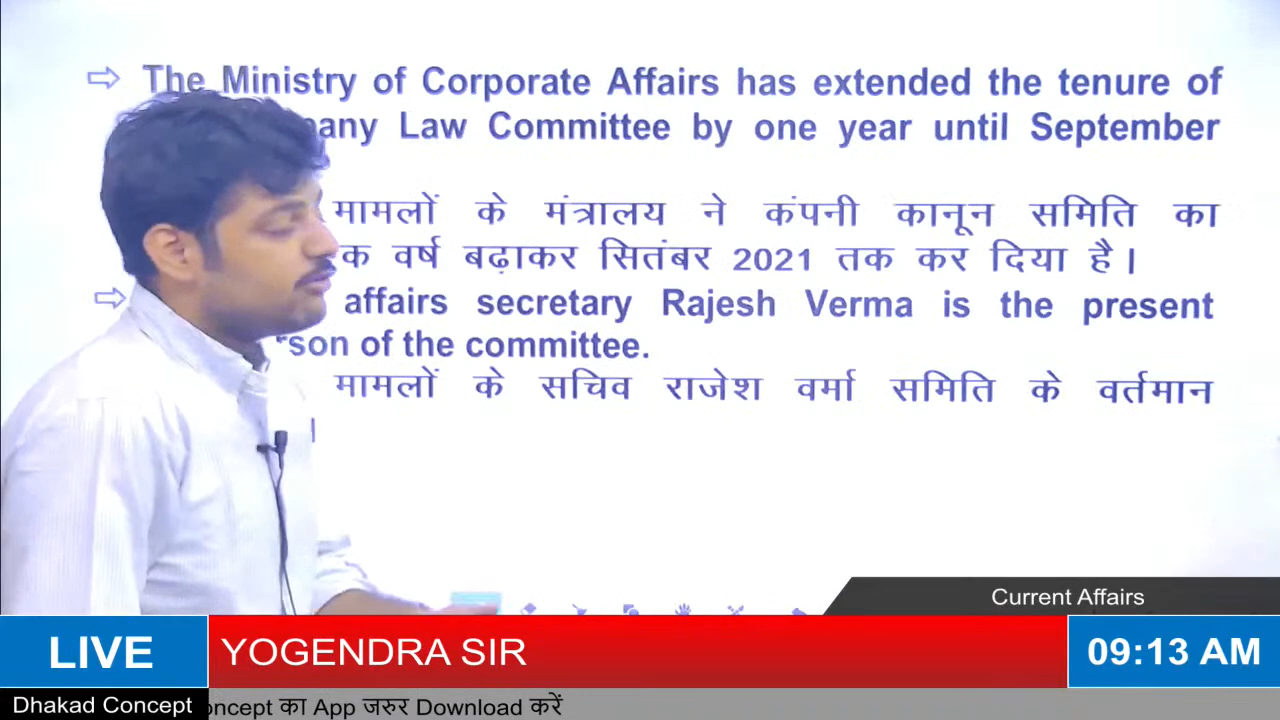 ⇨ The Ministry of Corporate Affairs has extended the tenure of
Law Committee by one year until September
मामलों के मंत्रालय ने कंपनी कानून समिति का
वर्ष बढ़ाकर सितंबर 2021 तक कर दिया है।
⇨ affairs secretary Rajesh Verma is the present
of the committee.
मामलों के सचिव राजेश वर्मा समिति के वर्तमान
Current Affairs
LIVE YOGENDRA SIR 09:13 AM
Dhakad Concept का App जरुर Download करें